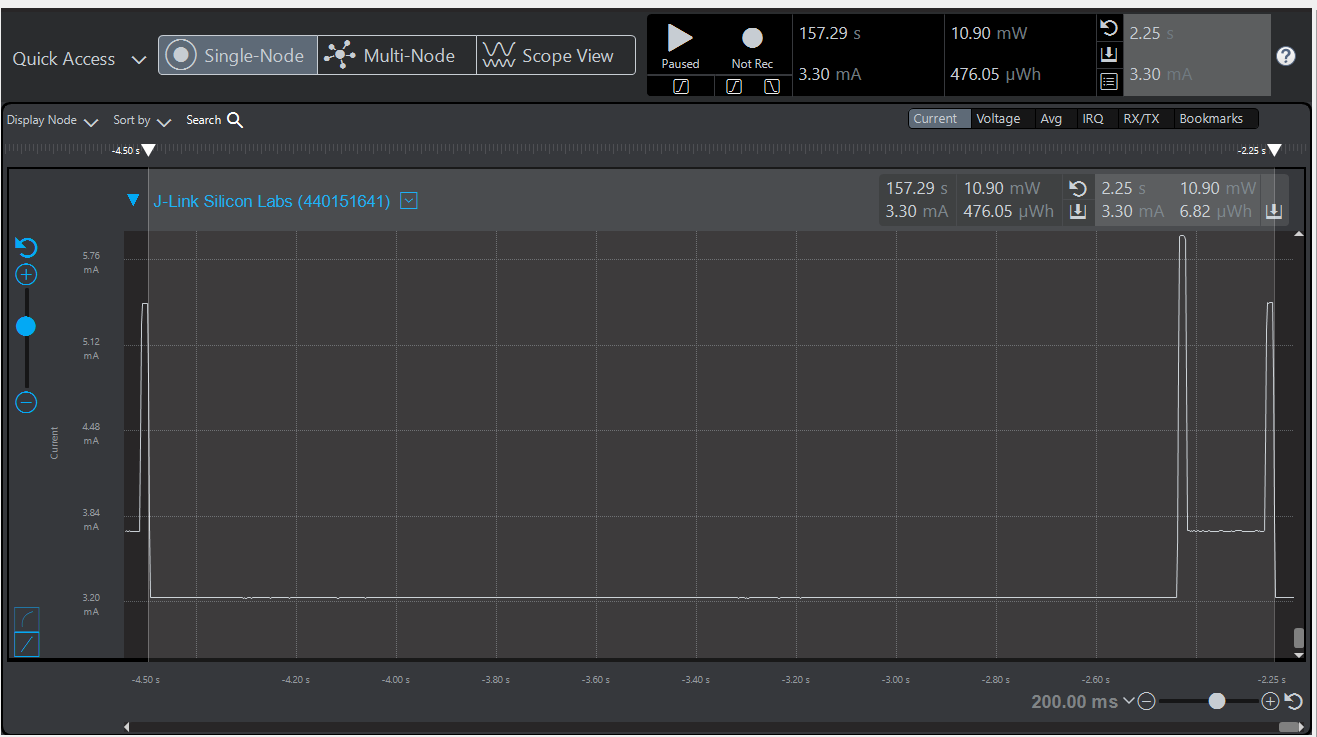 Quick Access
Single-Node
Multi-Node
Scope View
Paused
Not Rec
157.29 s
3.30 mA
10.90 mW
476.05 µWh
2.25 s
3.30 mA
?
Display Node
Sort by
Search
Current
Voltage
Avg
IRQ
RX/TX
Bookmarks
-4.50 s
-2.25 s
J-Link Silicon Labs (440151641)
157.29 s 10.90 mW
3.30 mA 476.05 µWh
2.25 s 10.90 mW
3.30 mA 6.82 µWh
5.76
mA
5.12
mA
4.48
mA
3.84
mA
3.20
mA
Current
-4.50 s
-4.20 s
-4.00 s
-3.80 s
-3.60 s
-3.40 s
-3.20 s
-3.00 s
-2.80 s
-2.60 s
-2.25 s
200.00 ms